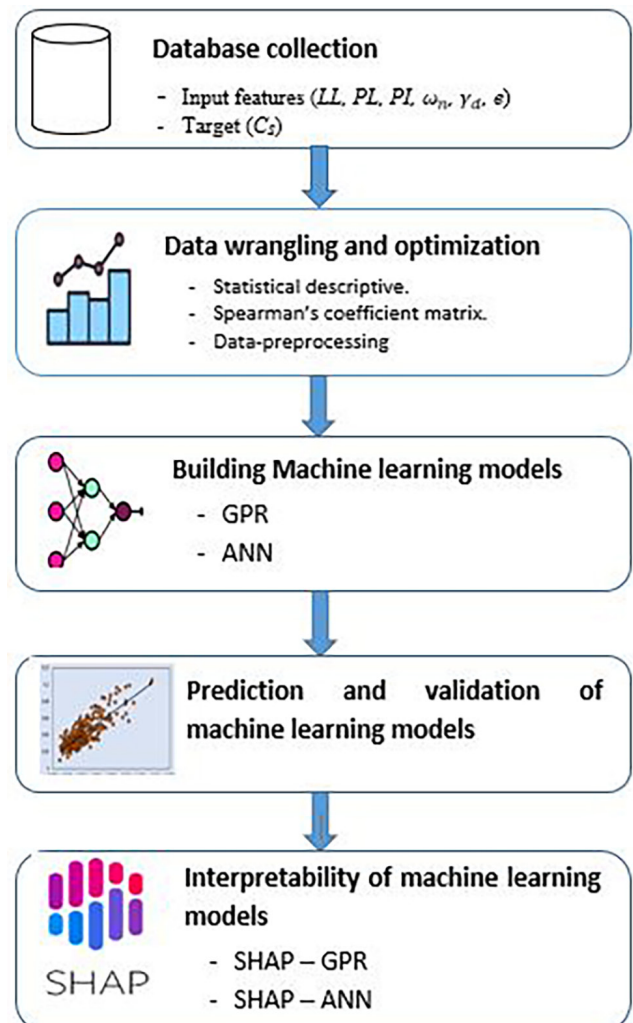 Database collection
- Input features (LL, PL, PI, ωn, γd, e)
- Target (Cs)
Data wrangling and optimization
- Statistical descriptive.
- Spearman's coefficient matrix.
- Data-preprocessing
Building Machine learning models
- GPR
- ANN
Prediction and validation of
machine learning models
Interpretability of machine learning
models
- SHAP – GPR
- SHAP – ANN
SHAP